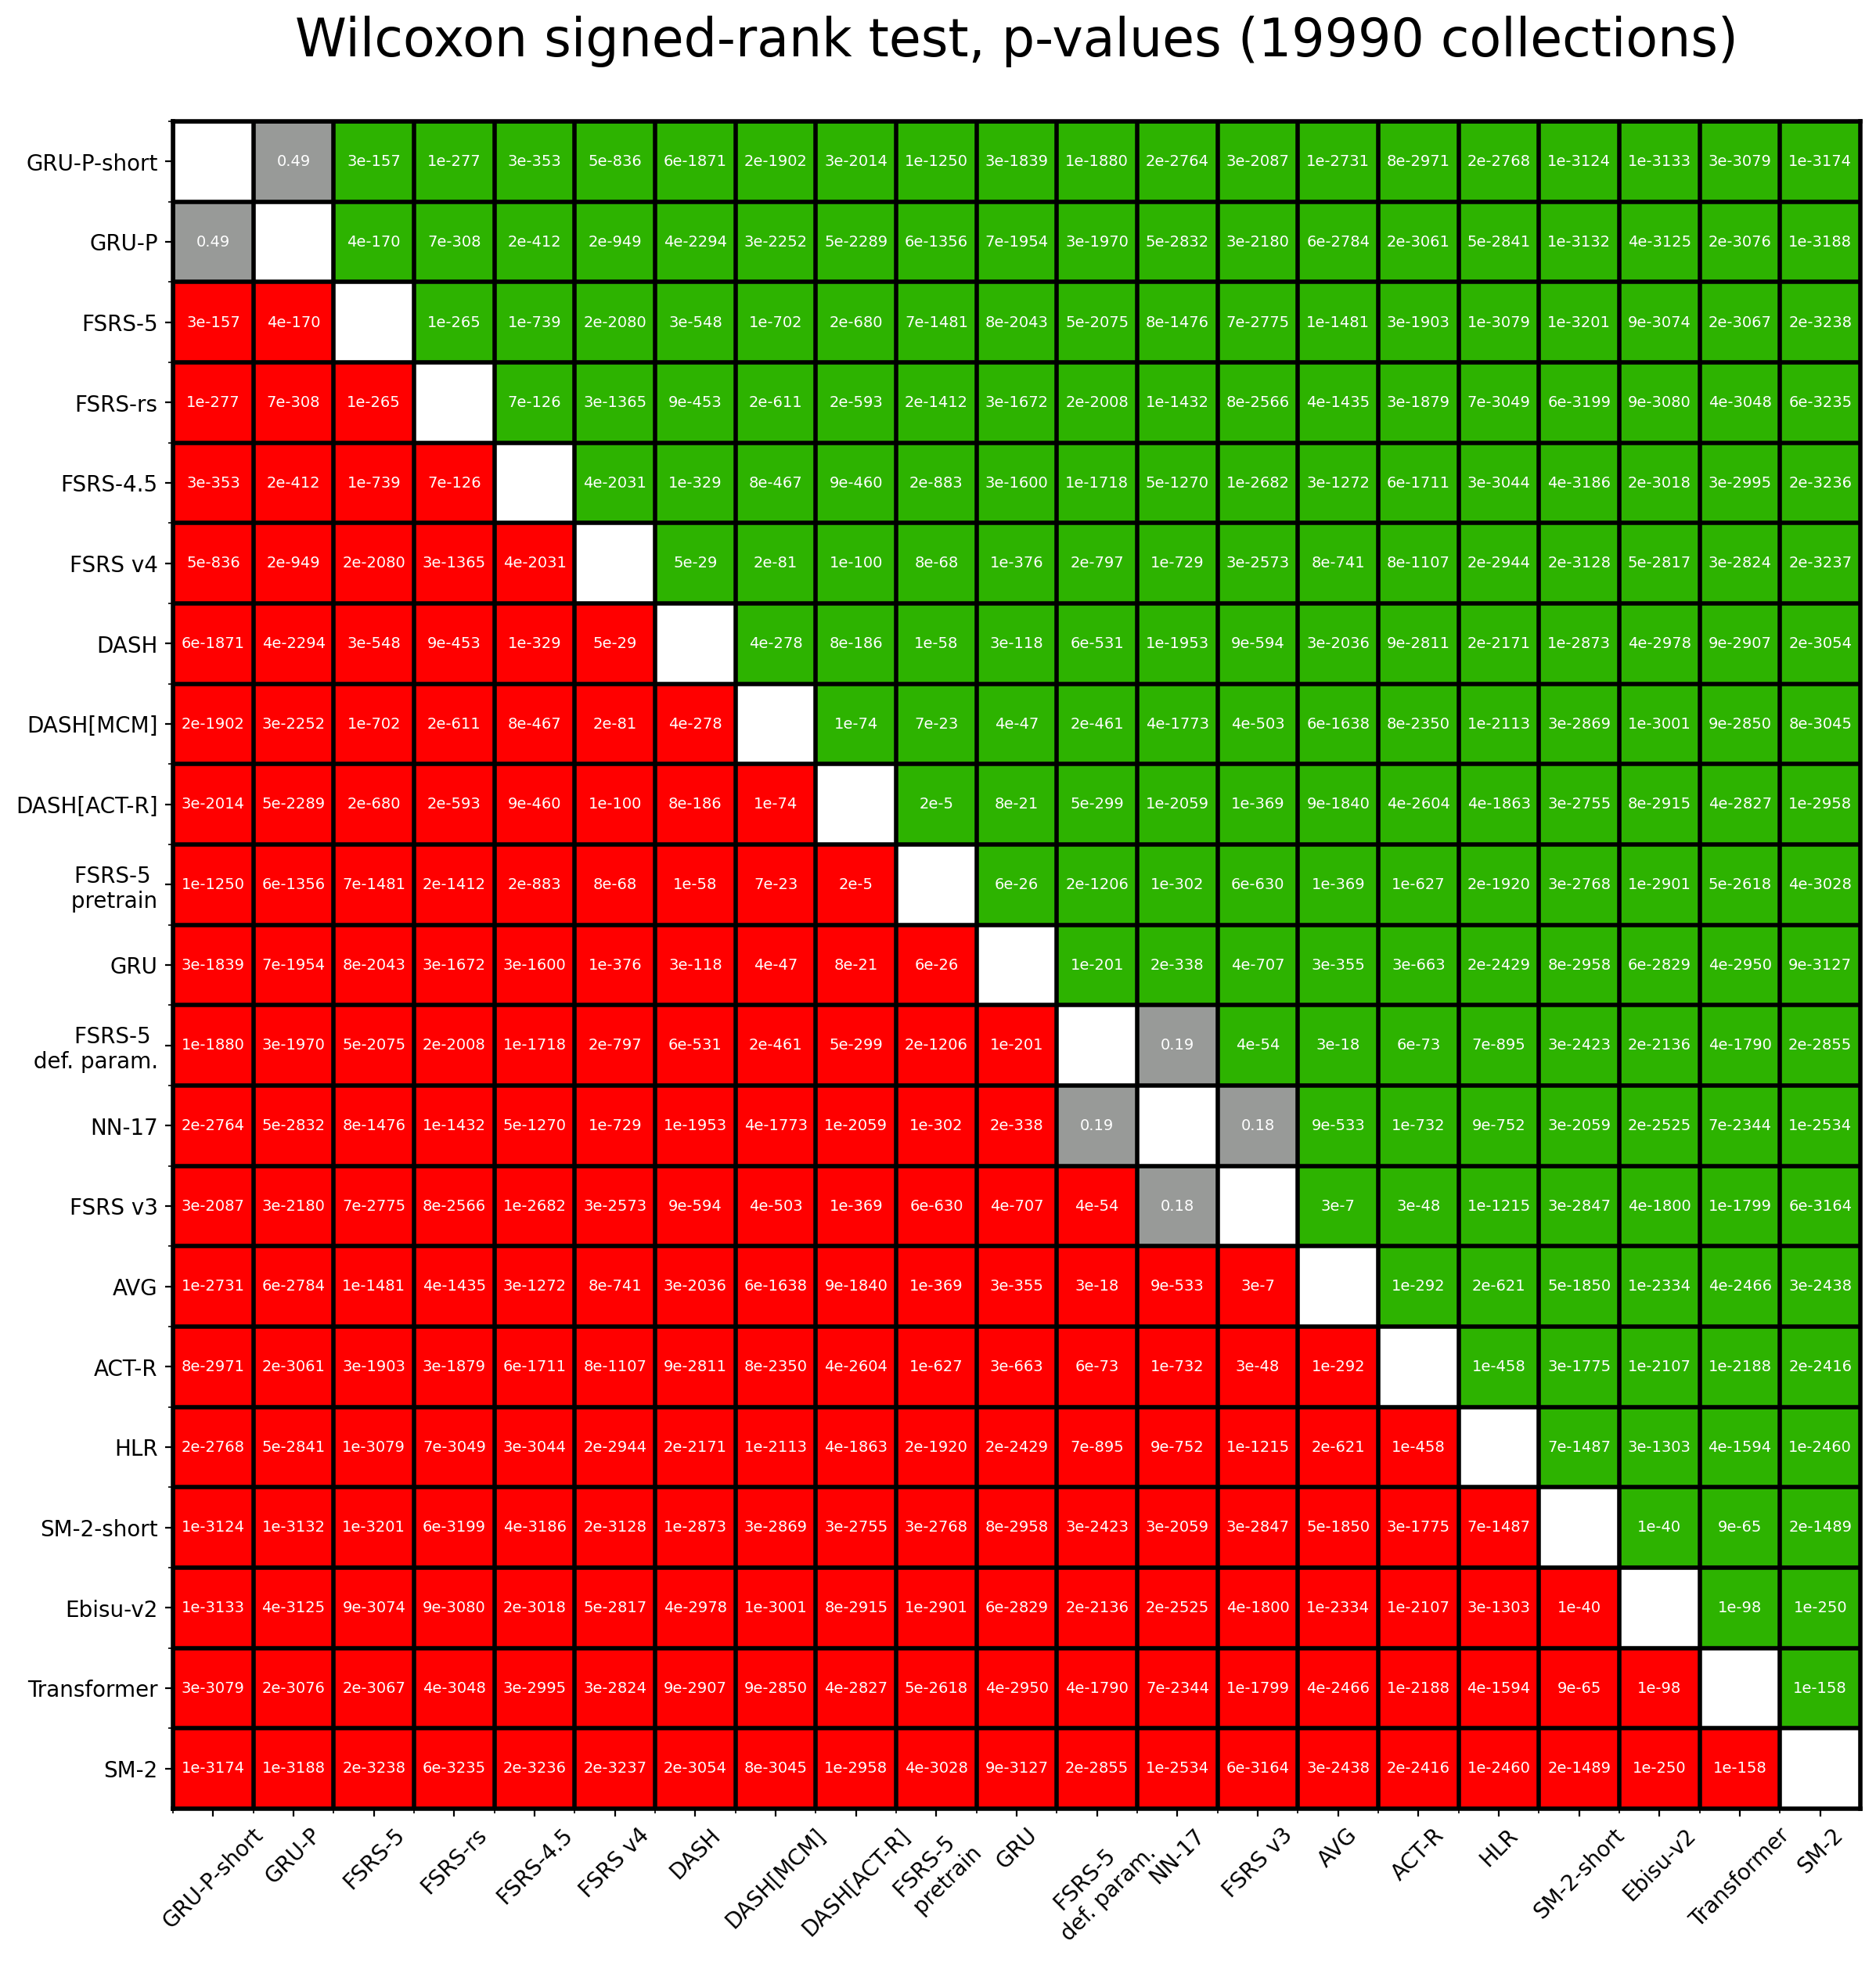 Wilcoxon signed-rank test, p-values (19990 collections)
GRU-P-short 0.49 3e-157 1e-277 3e-353 5e-836 6e-1871 2e-1902 3e-2014 1e-1250 3e-1839 1e-1880 2e-2764 3e-2087 1e-2731 8e-2971 2e-2768 1e-3124 1e-3133 3e-3079 1e-3174
GRU-P 0.49 4e-170 7e-308 2e-412 2e-949 4e-2294 3e-2252 5e-2289 6e-1356 7e-1954 3e-1970 5e-2832 3e-2180 6e-2784 2e-3061 5e-2841 1e-3132 4e-3125 2e-3076 1e-3188
FSRS-5 3e-157 4e-170 1e-265 1e-739 2e-2080 3e-548 1e-702 2e-680 7e-1481 8e-2043 5e-2075 8e-1476 7e-2775 1e-1481 3e-1903 1e-3079 1e-3201 9e-3074 2e-3067 2e-3238
FSRS-rs 1e-277 7e-308 1e-265 7e-126 3e-1365 9e-453 2e-611 2e-593 2e-1412 3e-1672 2e-2008 1e-1432 8e-2566 4e-1435 3e-1879 7e-3049 6e-3199 9e-3080 4e-3048 6e-3235
FSRS-4.5 3e-353 2e-412 1e-739 7e-126 4e-2031 1e-329 8e-467 9e-460 2e-883 3e-1600 1e-1718 5e-1270 1e-2682 3e-1272 6e-1711 3e-3044 4e-3186 2e-3018 3e-2995 2e-3236
FSRS v4 5e-836 2e-949 2e-2080 3e-1365 4e-2031 5e-29 2e-81 1e-100 8e-68 1e-376 2e-797 1e-729 3e-2573 8e-741 8e-1107 2e-2944 2e-3128 5e-2817 3e-2824 2e-3237
DASH 6e-1871 4e-2294 3e-548 9e-453 1e-329 5e-29 4e-278 8e-186 1e-58 3e-118 6e-531 1e-1953 9e-594 3e-2036 9e-2811 2e-2171 1e-2873 4e-2978 9e-2907 2e-3054
DASH[MCM] 2e-1902 3e-2252 1e-702 2e-611 8e-467 2e-81 4e-278 1e-74 7e-23 4e-47 2e-461 4e-1773 4e-503 6e-1638 8e-2350 1e-2113 3e-2869 1e-3001 9e-2850 8e-3045
DASH[ACT-R] 3e-2014 5e-2289 2e-680 2e-593 9e-460 1e-100 8e-186 1e-74 2e-5 8e-21 5e-299 1e-2059 1e-369 9e-1840 4e-2604 4e-1863 3e-2755 8e-2915 4e-2827 1e-2958
FSRS-5
pretrain 1e-1250 6e-1356 7e-1481 2e-1412 2e-883 8e-68 1e-58 7e-23 2e-5 6e-26 2e-1206 1e-302 6e-630 1e-369 1e-627 2e-1920 3e-2768 1e-2901 5e-2618 4e-3028
GRU 3e-1839 7e-1954 8e-2043 3e-1672 3e-1600 1e-376 3e-118 4e-47 8e-21 6e-26 1e-201 2e-338 4e-707 3e-355 3e-663 2e-2429 8e-2958 6e-2829 4e-2950 9e-3127
FSRS-5
def. param. 1e-1880 3e-1970 5e-2075 2e-2008 1e-1718 2e-797 6e-531 2e-461 5e-299 2e-1206 1e-201 0.19 4e-54 3e-18 6e-73 7e-895 3e-2423 2e-2136 4e-1790 2e-2855
NN-17 2e-2764 5e-2832 8e-1476 1e-1432 5e-1270 1e-729 1e-1953 4e-1773 1e-2059 1e-302 2e-338 0.19 0.18 9e-533 1e-732 9e-752 3e-2059 2e-2525 7e-2344 1e-2534
FSRS v3 3e-2087 3e-2180 7e-2775 8e-2566 1e-2682 3e-2573 9e-594 4e-503 1e-369 6e-630 4e-707 4e-54 0.18 3e-7 3e-48 1e-1215 3e-2847 4e-1800 1e-1799 6e-3164
AVG 1e-2731 6e-2784 1e-1481 4e-1435 3e-1272 8e-741 3e-2036 6e-1638 9e-1840 1e-369 3e-355 3e-18 9e-533 3e-7 1e-292 2e-621 5e-1850 1e-2334 4e-2466 3e-2438
ACT-R 8e-2971 2e-3061 3e-1903 3e-1879 6e-1711 8e-1107 9e-2811 8e-2350 4e-2604 1e-627 3e-663 6e-73 1e-732 3e-48 1e-292 1e-458 3e-1775 1e-2107 1e-2188 2e-2416
HLR 2e-2768 5e-2841 1e-3079 7e-3049 3e-3044 2e-2944 2e-2171 1e-2113 4e-1863 2e-1920 2e-2429 7e-895 9e-752 1e-1215 2e-621 1e-458 7e-1487 3e-1303 4e-1594 1e-2460
SM-2-short 1e-3124 1e-3132 1e-3201 6e-3199 4e-3186 2e-3128 1e-2873 3e-2869 3e-2755 3e-2768 8e-2958 3e-2423 3e-2059 3e-2847 5e-1850 3e-1775 7e-1487 1e-40 9e-65 2e-1489
Ebisu-v2 1e-3133 4e-3125 9e-3074 9e-3080 2e-3018 5e-2817 4e-2978 1e-3001 8e-2915 1e-2901 6e-2829 2e-2136 2e-2525 4e-1800 1e-2334 1e-2107 3e-1303 1e-40 1e-98 1e-250
Transformer 3e-3079 2e-3076 2e-3067 4e-3048 3e-2995 3e-2824 9e-2907 9e-2850 4e-2827 5e-2618 4e-2950 4e-1790 7e-2344 1e-1799 4e-2466 1e-2188 4e-1594 9e-65 1e-98 1e-158
SM-2 1e-3174 1e-3188 2e-3238 6e-3235 2e-3236 2e-3237 2e-3054 8e-3045 1e-2958 4e-3028 9e-3127 2e-2855 1e-2534 6e-3164 3e-2438 2e-2416 1e-2460 2e-1489 1e-250 1e-158
GRU-P-short
GRU-P
FSRS-5
FSRS-rs
FSRS-4.5
FSRS v4
DASH
DASH[MCM]
DASH[ACT-R]
FSRS-5
pretrain
GRU
FSRS-5
def. param.
NN-17
FSRS v3
AVG
ACT-R
HLR
SM-2-short
Ebisu-v2
Transformer
SM-2